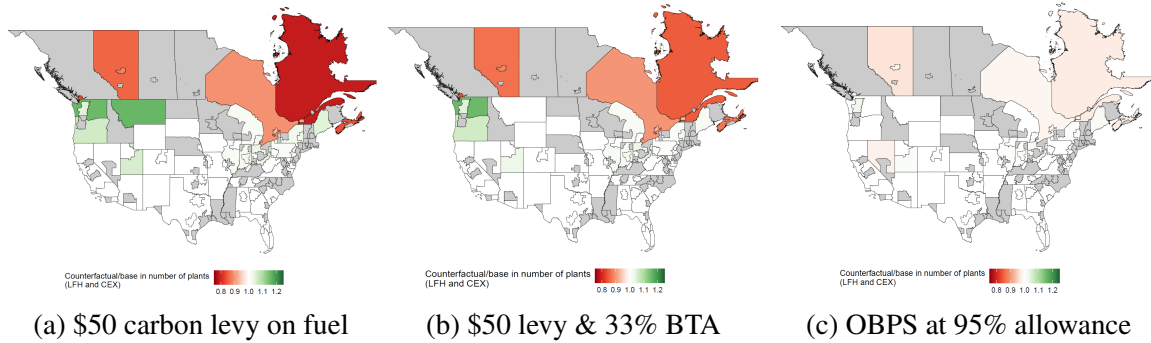 Counterfactual/base in number of plants
(LFH and CEX)
0.8 0.9 1.0 1.1 1.2
(a) $50 carbon levy on fuel
Counterfactual/base in number of plants
(LFH and CEX)
0.8 0.9 1.0 1.1 1.2
(b) $50 levy & 33% BTA
Counterfactual/base in number of plants
(LFH and CEX)
0.8 0.9 1.0 1.1 1.2
(c) OBPS at 95% allowance